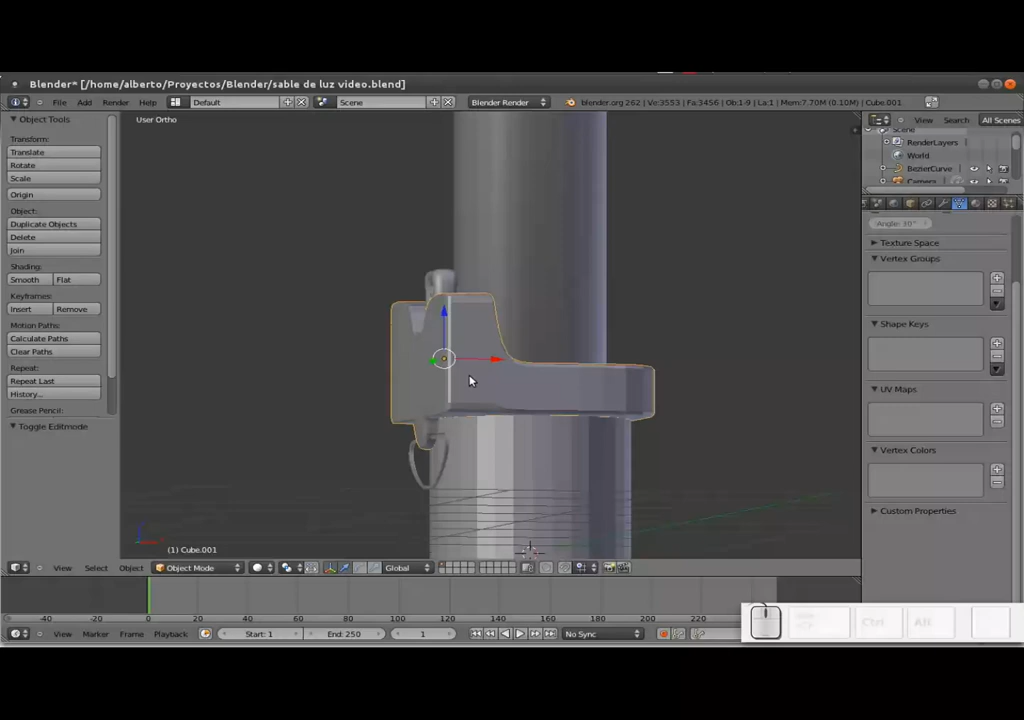 Blender* [/home/alberto/Proyectos/Blender/sable de luz video.blend]
File Add Render Help Default Scene Blender Render blender.org 262 | Ve:3553 | Fa:3456 | Ob:1-9 | La:1 | Mem:7.70M (0.10M) | Cube.001
Object Tools
Transform:
Translate
Rotate
Scale
Origin
Object:
Duplicate Objects
Delete
Join
Shading:
Smooth Flat
Keyframes:
Insert Remove
Motion Paths:
Calculate Paths
Clear Paths
Repeat:
Repeat Last
History...
Grease Pencil:
Toggle Editmode
User Ortho
(1) Cube.001
View Select Object Object Mode Global
View Search All Scenes
Scene
RenderLayers
World
BezierCurve
Camera
Angle: 30°
Texture Space
Vertex Groups
Shape Keys
UV Maps
Vertex Colors
Custom Properties
-40 -20 0 20 40 60 80 100 120 140 160 180 200 220
View Marker Frame Playback Start: 1 End: 250 1 No Sync
Ctrl Alt